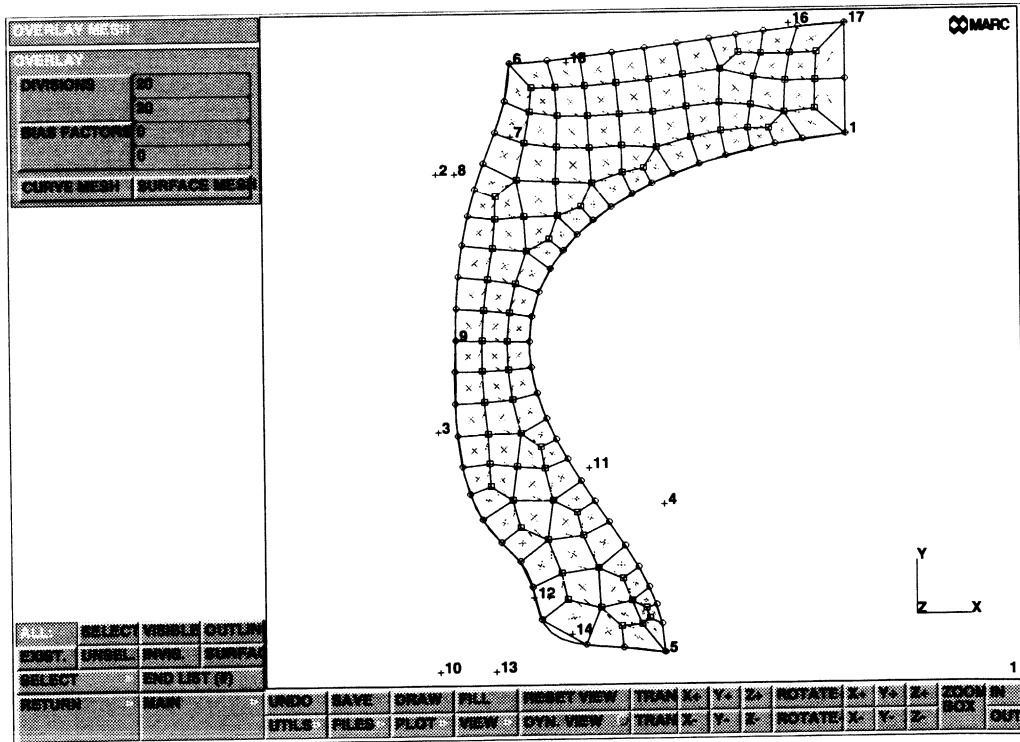 OVERLAY MESH
OVERLAY
DIVISIONS 20
20
BIAS FACTORS 0
0
CURVE MESH SURFACE MESH
MARC
16 17
6 15
7 1
2 8
9
3
11
4
12
14
5
10 13
Y
Z X
1
ALL: SELECT VISIBLE OUTLIN
EXIST. UNSEL. INVIS. SURFAC
SELECT END LIST (#)
RETURN MAIN
UNDO SAVE DRAW FILL RESET VIEW TRAN X+ Y+ Z+ ROTATE X+ Y+ Z+ ZOOM BOX IN
UTILS FILES PLOT VIEW DYN. VIEW TRAN X- Y- Z- ROTATE X- Y- Z- OUT